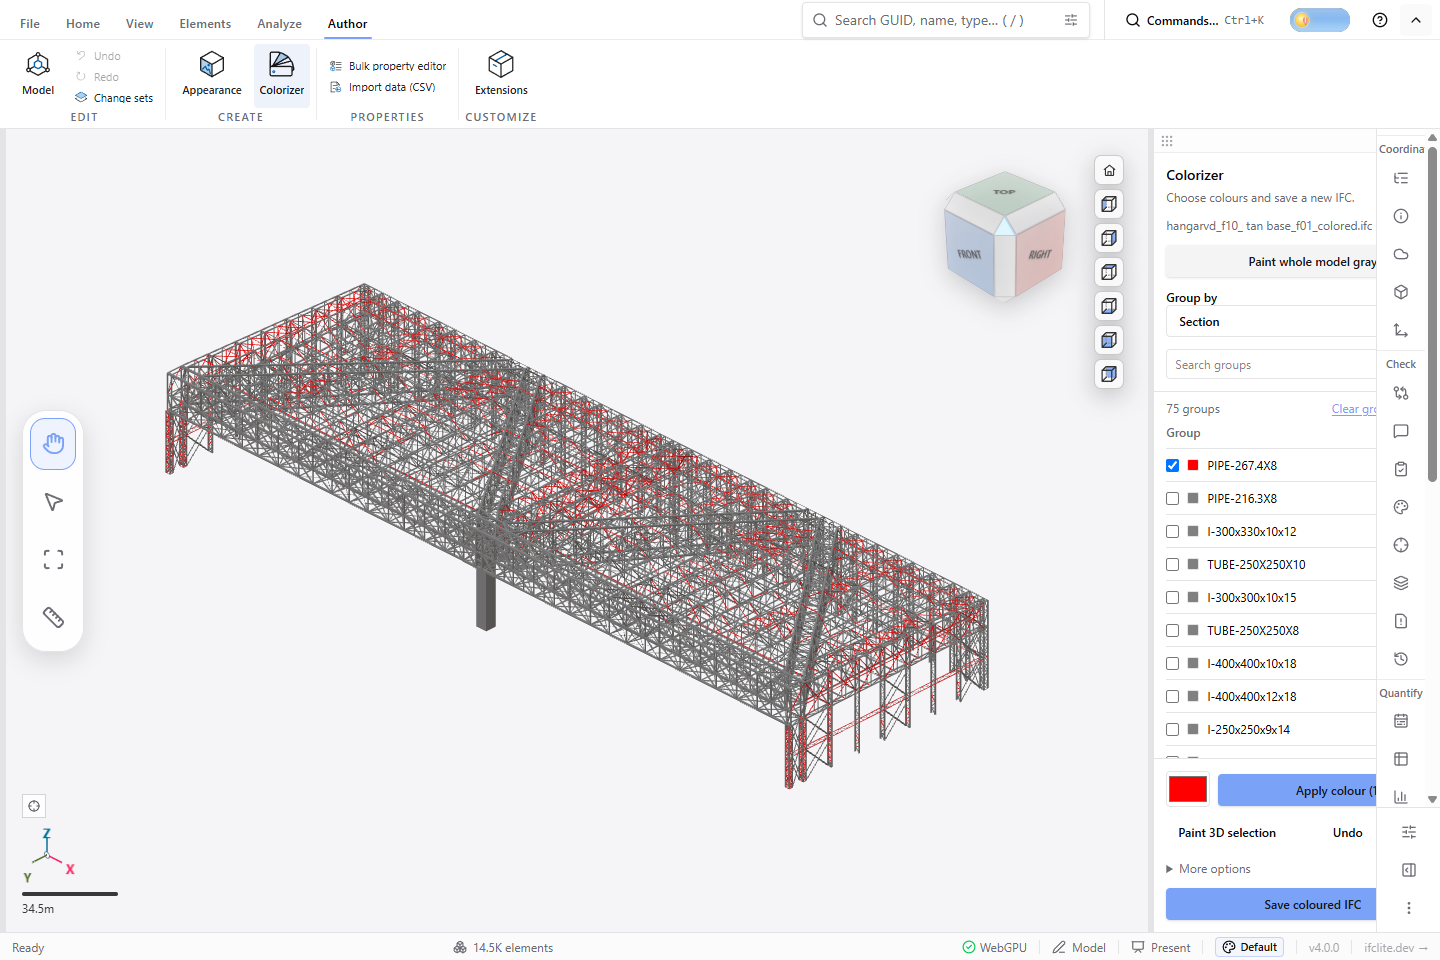 File Home View Elements Analyze Author
Search GUID, name, type... ( / )
Commands... Ctrl+K
Model
Undo
Redo
Change sets
EDIT
Appearance
Colorizer
CREATE
Bulk property editor
Import data (CSV)
PROPERTIES
Extensions
CUSTOMIZE
TOP
FRONT
RIGHT
Z
X
Y
34.5m
Colorizer
Choose colours and save a new IFC.
hangarvd_f10_ tan base_f01_colored.ifc
Paint whole model gray
Group by
Section
Search groups
75 groups
Clear gro
Group
PIPE-267.4X8
PIPE-216.3X8
I-300x330x10x12
TUBE-250X250X10
I-300x300x10x15
TUBE-250X250X8
I-400x400x10x18
I-400x400x12x18
I-250x250x9x14
Apply colour (1
Paint 3D selection
Undo
More options
Save coloured IFC
Coordina
Check
Quantify
Ready
14.5K elements
WebGPU
Model
Present
Default
v4.0.0
ifclite.dev →